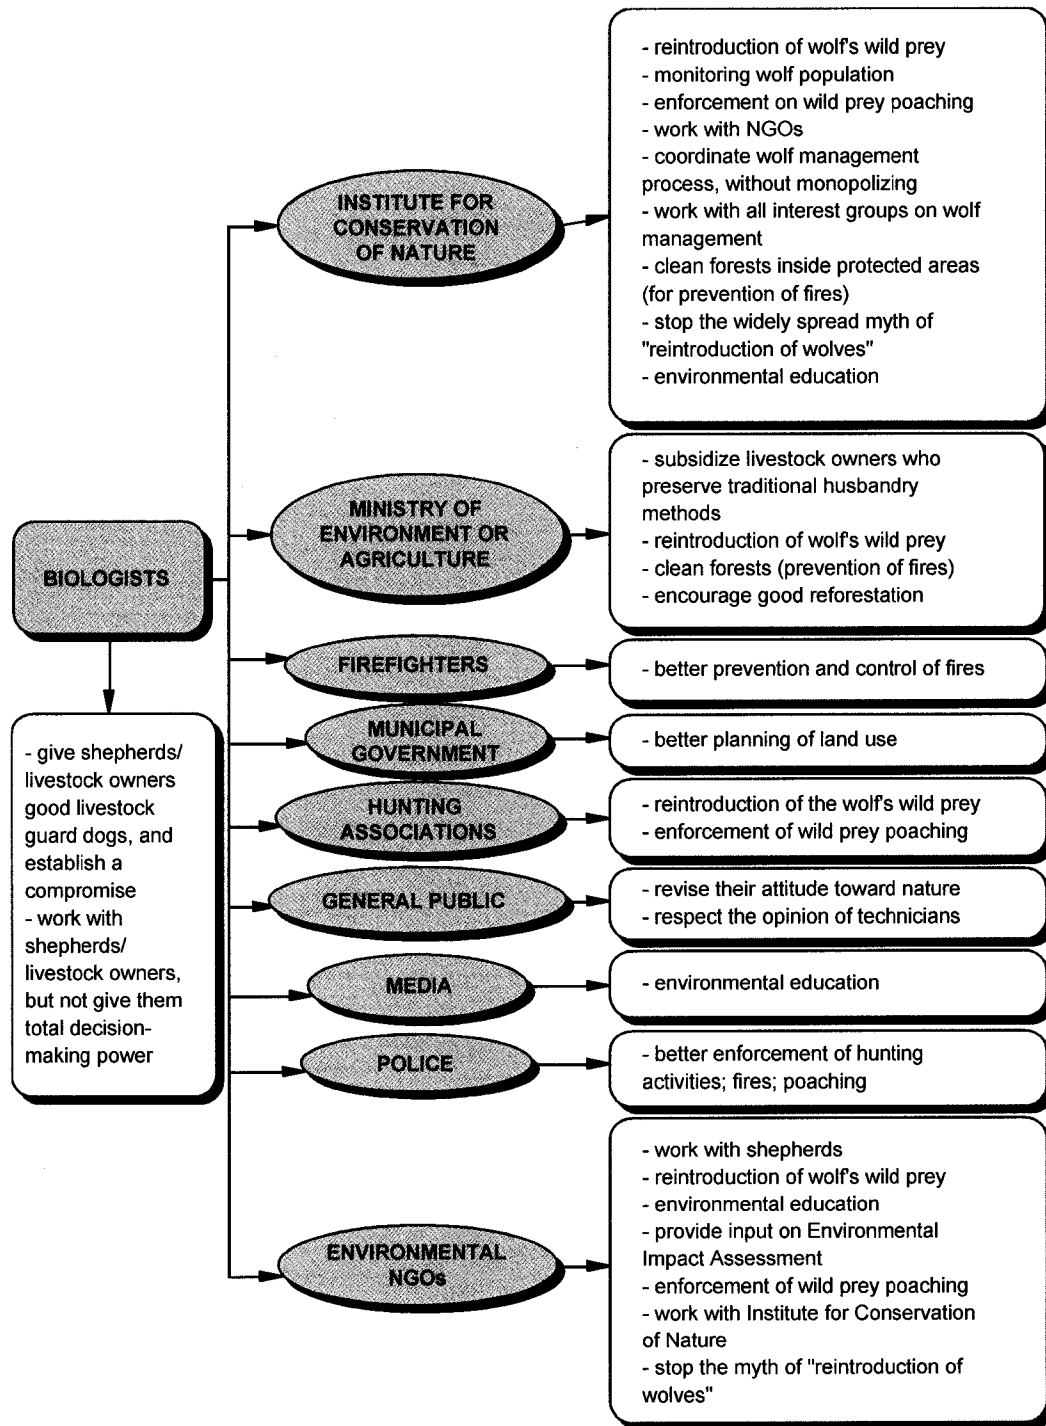 - reintroduction of wolf's wild prey
- monitoring wolf population
- enforcement on wild prey poaching
- work with NGOs
- coordinate wolf management
process, without monopolizing
- work with all interest groups on wolf
management
- clean forests inside protected areas
(for prevention of fires)
- stop the widely spread myth of
"reintroduction of wolves"
- environmental education
INSTITUTE FOR
CONSERVATION
OF NATURE
- subsidize livestock owners who
preserve traditional husbandry
methods
- reintroduction of wolf's wild prey
- clean forests (prevention of fires)
- encourage good reforestation
MINISTRY OF
ENVIRONMENT OR
AGRICULTURE
BIOLOGISTS
FIREFIGHTERS
- better prevention and control of fires
MUNICIPAL
GOVERNMENT
- better planning of land use
- give shepherds/
livestock owners
good livestock
guard dogs, and
establish a
compromise
- work with
shepherds/
livestock owners,
but not give them
total decision-
making power
HUNTING
ASSOCIATIONS
- reintroduction of the wolf's wild prey
- enforcement of wild prey poaching
GENERAL PUBLIC
- revise their attitude toward nature
- respect the opinion of technicians
MEDIA
- environmental education
POLICE
- better enforcement of hunting
activities; fires; poaching
ENVIRONMENTAL
NGOs
- work with shepherds
- reintroduction of wolf's wild prey
- environmental education
- provide input on Environmental
Impact Assessment
- enforcement of wild prey poaching
- work with Institute for Conservation
of Nature
- stop the myth of "reintroduction of
wolves"